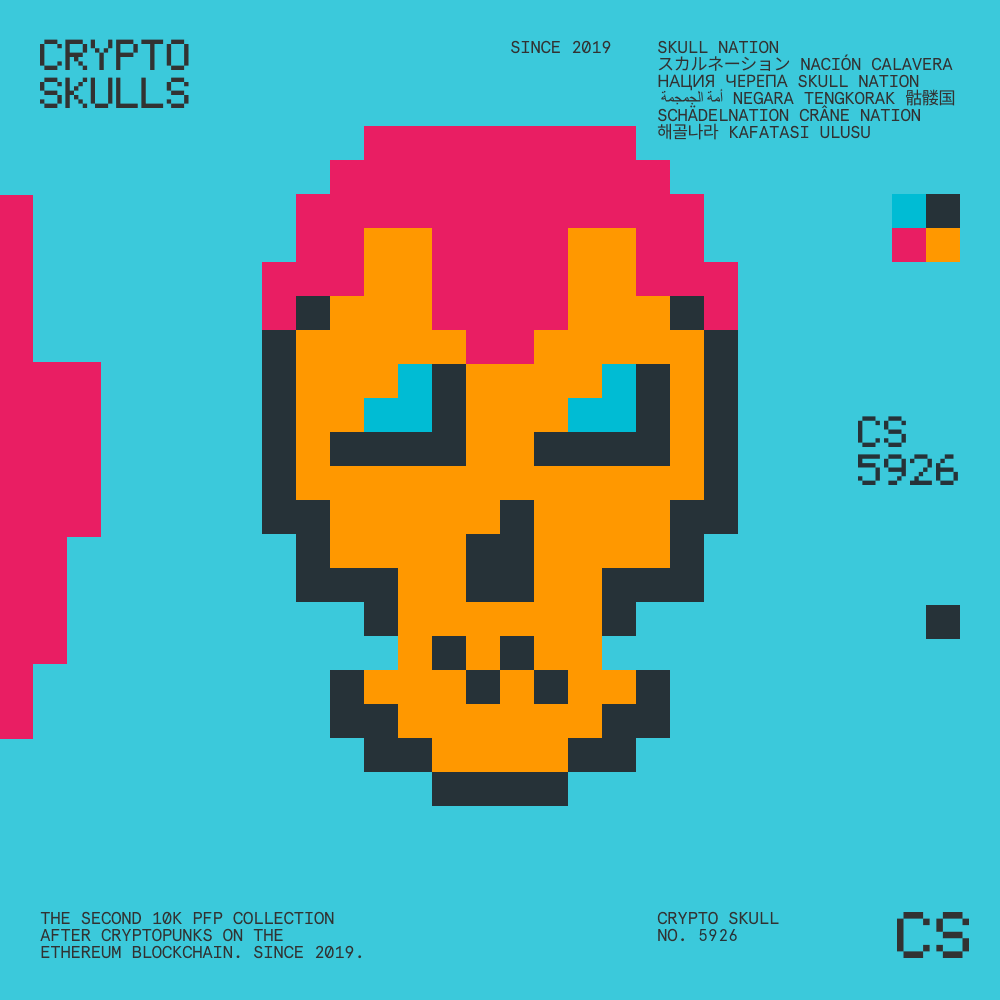 CRYPTO
SKULLS
SINCE 2019
SKULL NATION
スカルネーション NACIÓN CALAVERA
НАЦИЯ ЧЕРЕПА SKULL NATION
أمة الجمجمة NEGARA TENGKORAK 骷髅国
SCHÄDELNATION CRÂNE NATION
해골나라 KAFATASI ULUSU
CS
5926
THE SECOND 10K PFP COLLECTION
AFTER CRYPTOPUNKS ON THE
ETHEREUM BLOCKCHAIN. SINCE 2019.
CRYPTO SKULL
NO. 5926
CS